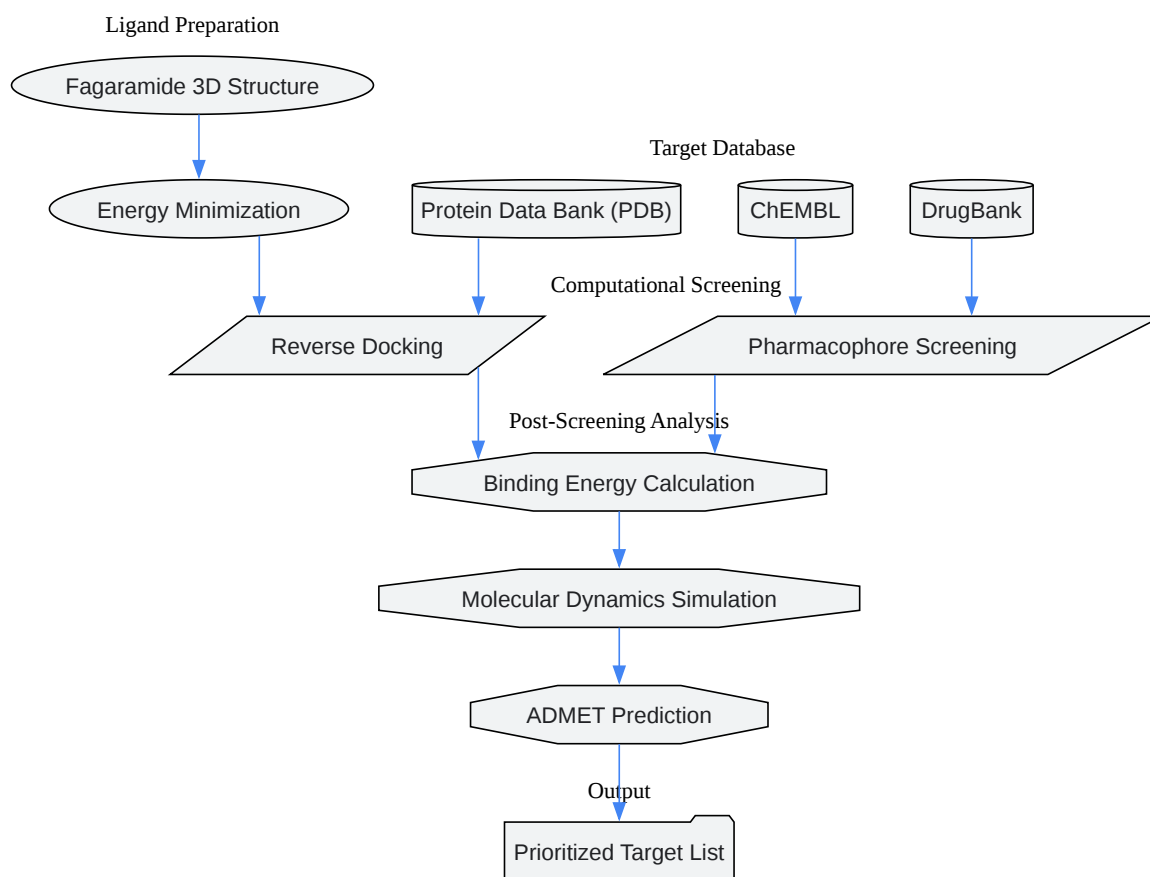 Ligand Preparation
Fagaramide 3D Structure
Target Database
Energy Minimization
Protein Data Bank (PDB)
ChEMBL
DrugBank
Computational Screening
Reverse Docking
Pharmacophore Screening
Post-Screening Analysis
Binding Energy Calculation
Molecular Dynamics Simulation
ADMET Prediction
Output
Prioritized Target List